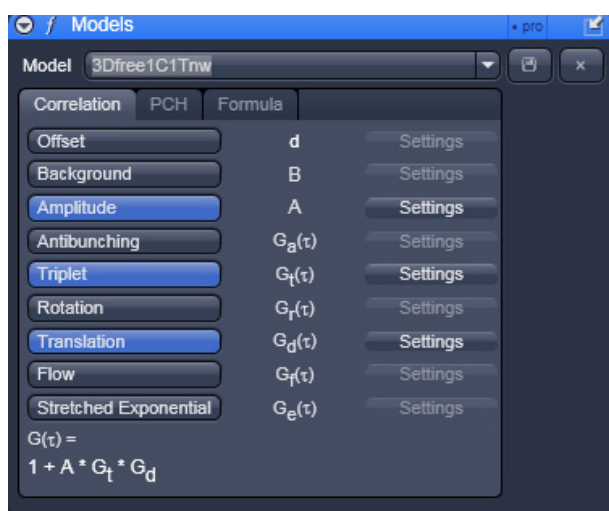 f Models • pro
Model 3Dfree1C1Tnw
Correlation PCH Formula
Offset d Settings
Background B Settings
Amplitude A Settings
Antibunching Ga(τ) Settings
Triplet Gt(τ) Settings
Rotation Gr(τ) Settings
Translation Gd(τ) Settings
Flow Gf(τ) Settings
Stretched Exponential Ge(τ) Settings
G(τ) =
1 + A * Gt * Gd